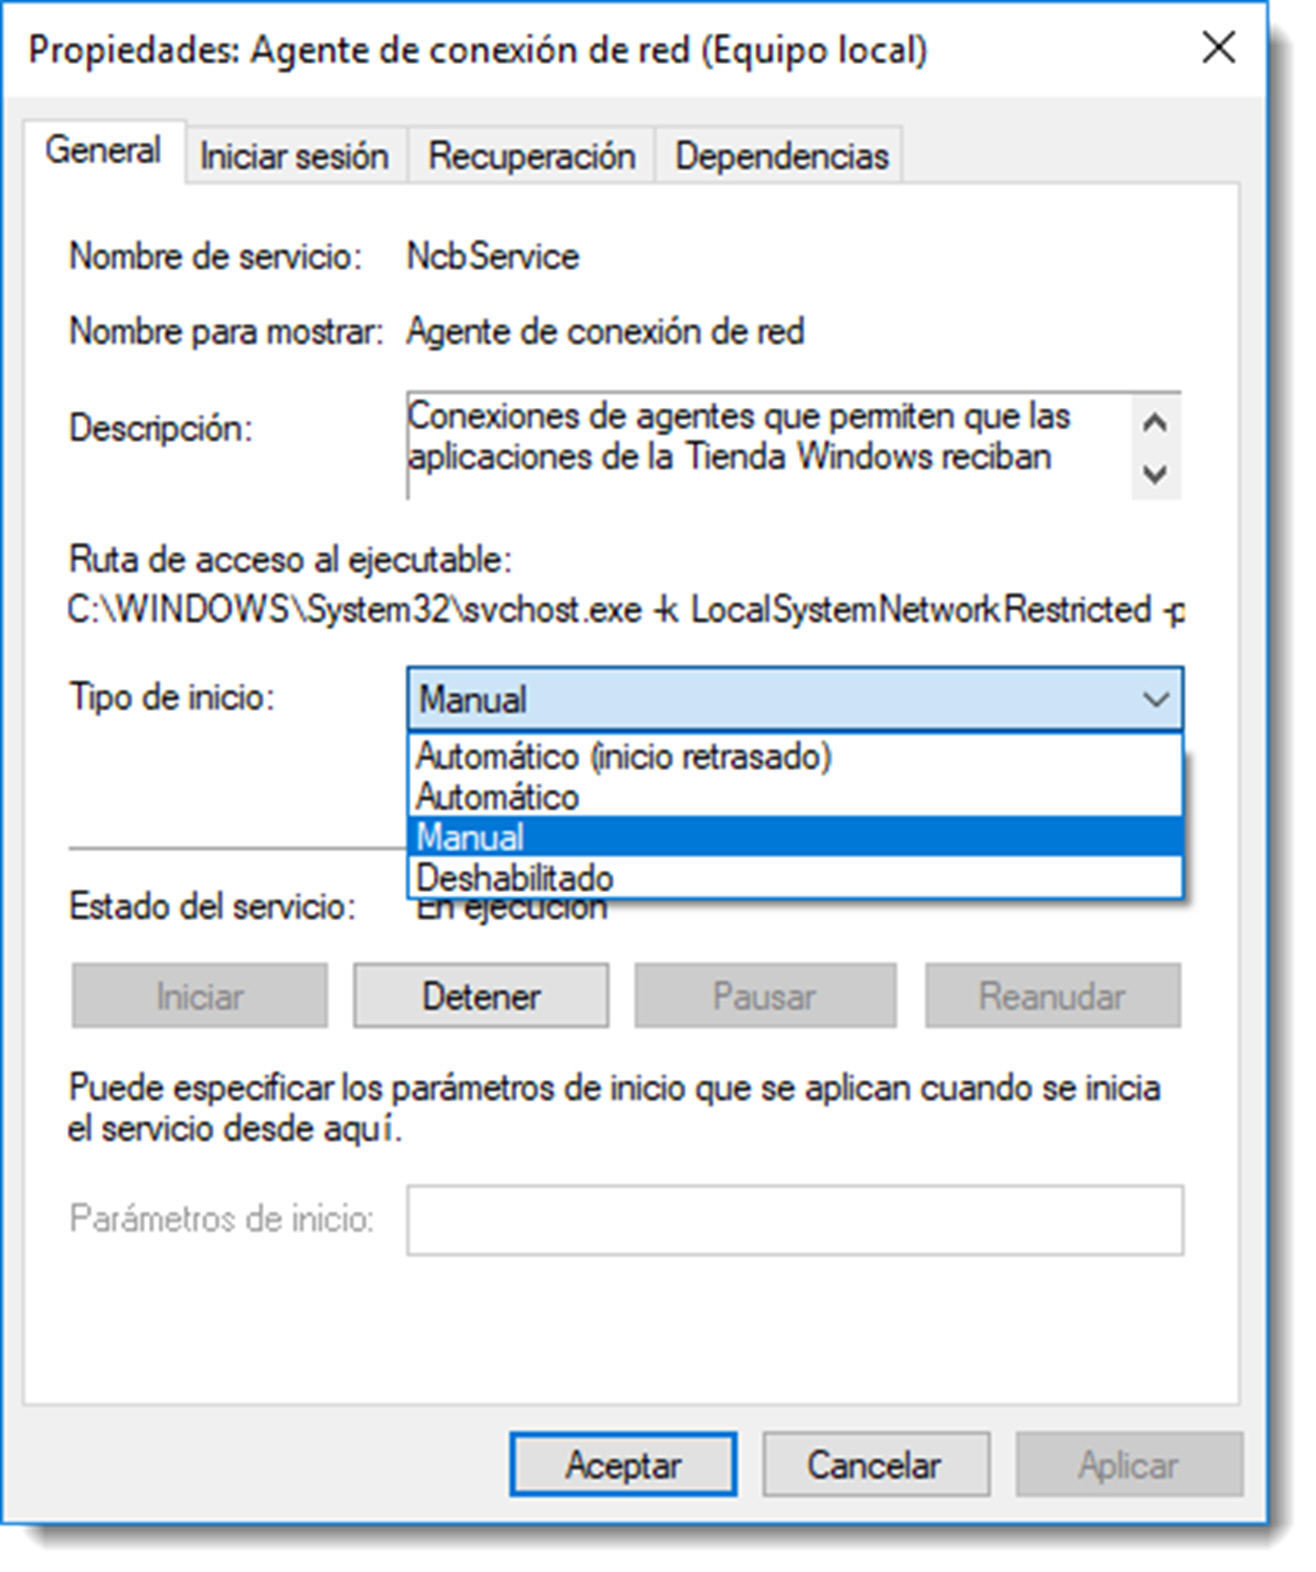 Propiedades: Agente de conexión de red (Equipo local)
General Iniciar sesión Recuperación Dependencias
Nombre de servicio: NcbService
Nombre para mostrar: Agente de conexión de red
Descripción:
Conexiones de agentes que permiten que las
aplicaciones de la Tienda Windows reciban
Ruta de acceso al ejecutable:
C:\WINDOWS\System32\svchost.exe -k LocalSystemNetworkRestricted -p
Tipo de inicio: Manual
Automático (inicio retrasado)
Automático
Manual
Deshabilitado
Estado del servicio: En ejecución
Iniciar Detener Pausar Reanudar
Puede especificar los parámetros de inicio que se aplican cuando se inicia
el servicio desde aquí.
Parámetros de inicio:
Aceptar Cancelar Aplicar